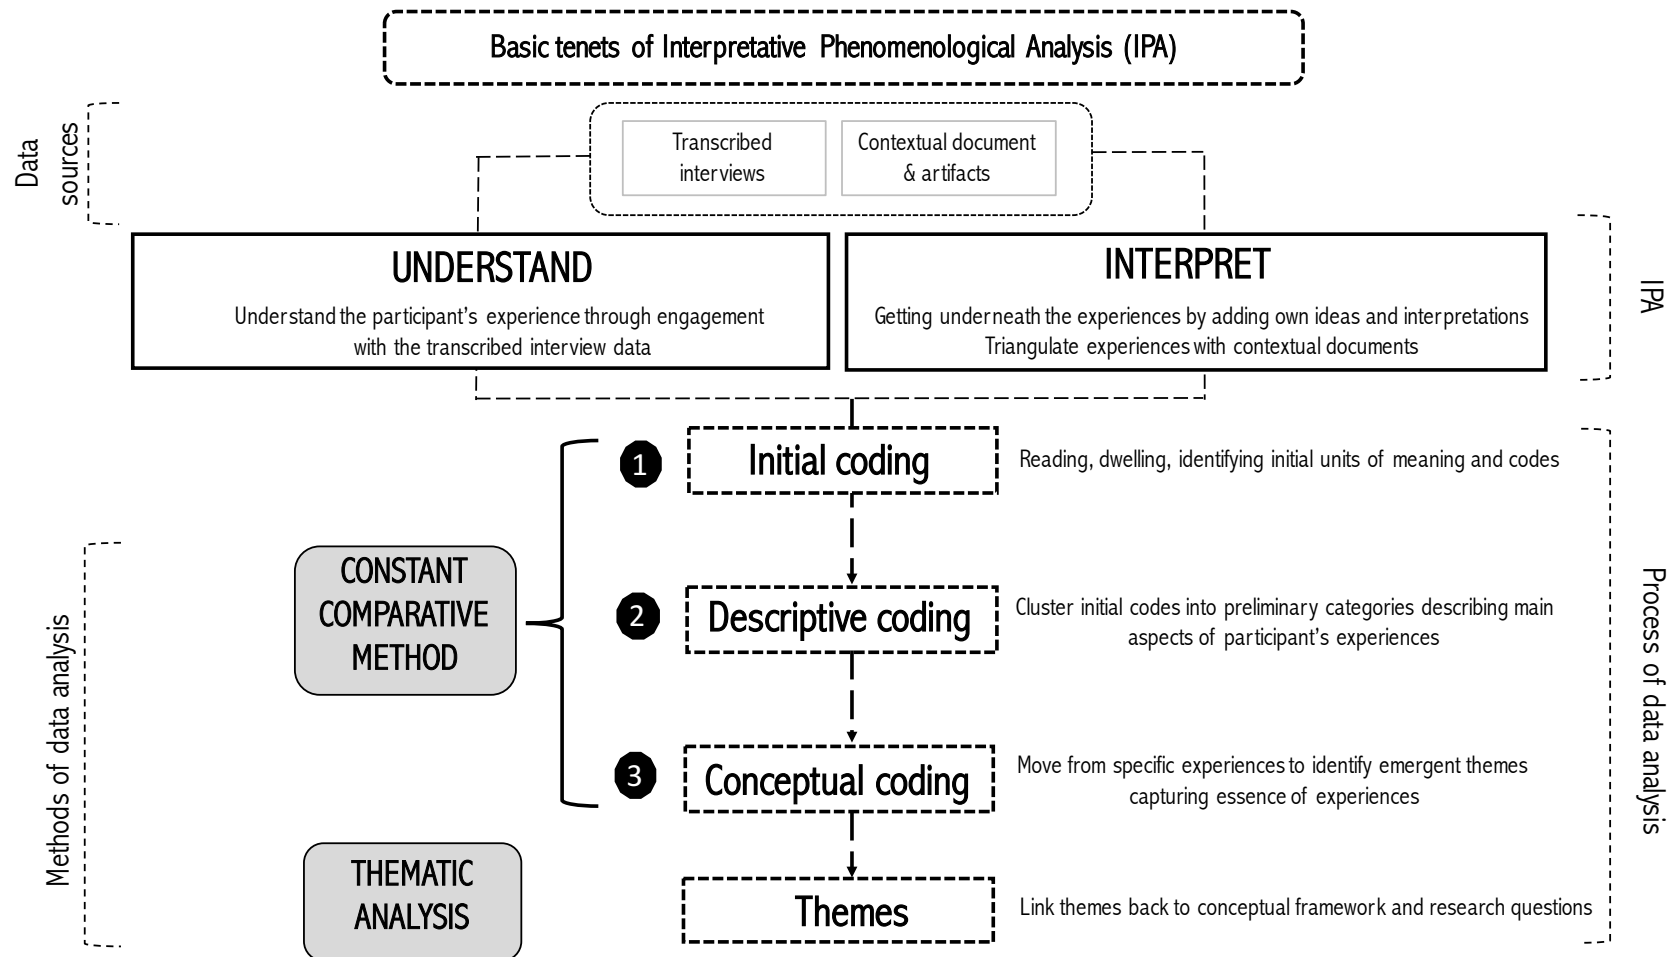 Basic tenets of Interpretative Phenomenological Analysis (IPA)
Data
sources
Transcribed
interviews
Contextual document
& artifacts
UNDERSTAND
Understand the participant's experience through engagement
with the transcribed interview data
INTERPRET
Getting underneath the experiences by adding own ideas and interpretations
Triangulate experiences with contextual documents
IPA
1
Initial coding
Reading, dwelling, identifying initial units of meaning and codes
CONSTANT
COMPARATIVE
METHOD
2
Descriptive coding
Cluster initial codes into preliminary categories describing main
aspects of participant's experiences
3
Conceptual coding
Move from specific experiences to identify emergent themes
capturing essence of experiences
THEMATIC
ANALYSIS
Themes
Link themes back to conceptual framework and research questions
Methods of data analysis
Process of data analysis